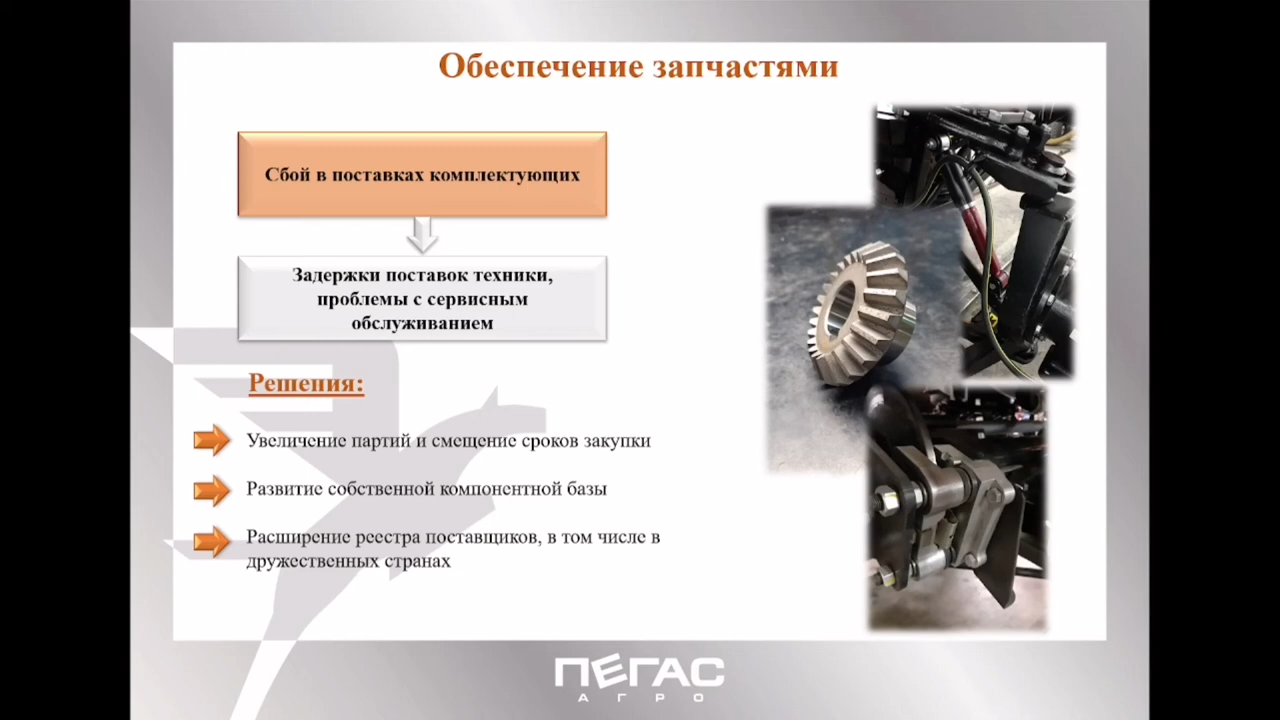 Обеспечение запчастями
Сбой в поставках комплектующих
Задержки поставок техники,
проблемы с сервисным
обслуживанием
Решения:
Увеличение партий и смещение сроков закупки
Развитие собственной компонентной базы
Расширение реестра поставщиков, в том числе в
дружественных странах
ПЕГАС
АГРО